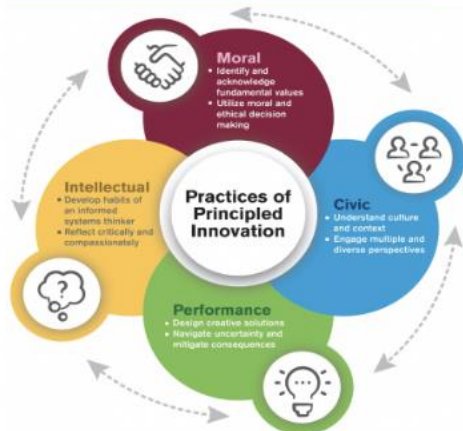 Moral
• Identify and
acknowledge
fundamental values
• Utilize moral and
ethical decision
making
Intellectual
• Develop habits of
an informed
systems thinker
• Reflect critically and
compassionately
Practices of
Principled
Innovation
Civic
• Understand culture
and context
• Engage multiple and
diverse perspectives
Performance
• Design creative solutions
• Navigate uncertainty and
mitigate consequences
?